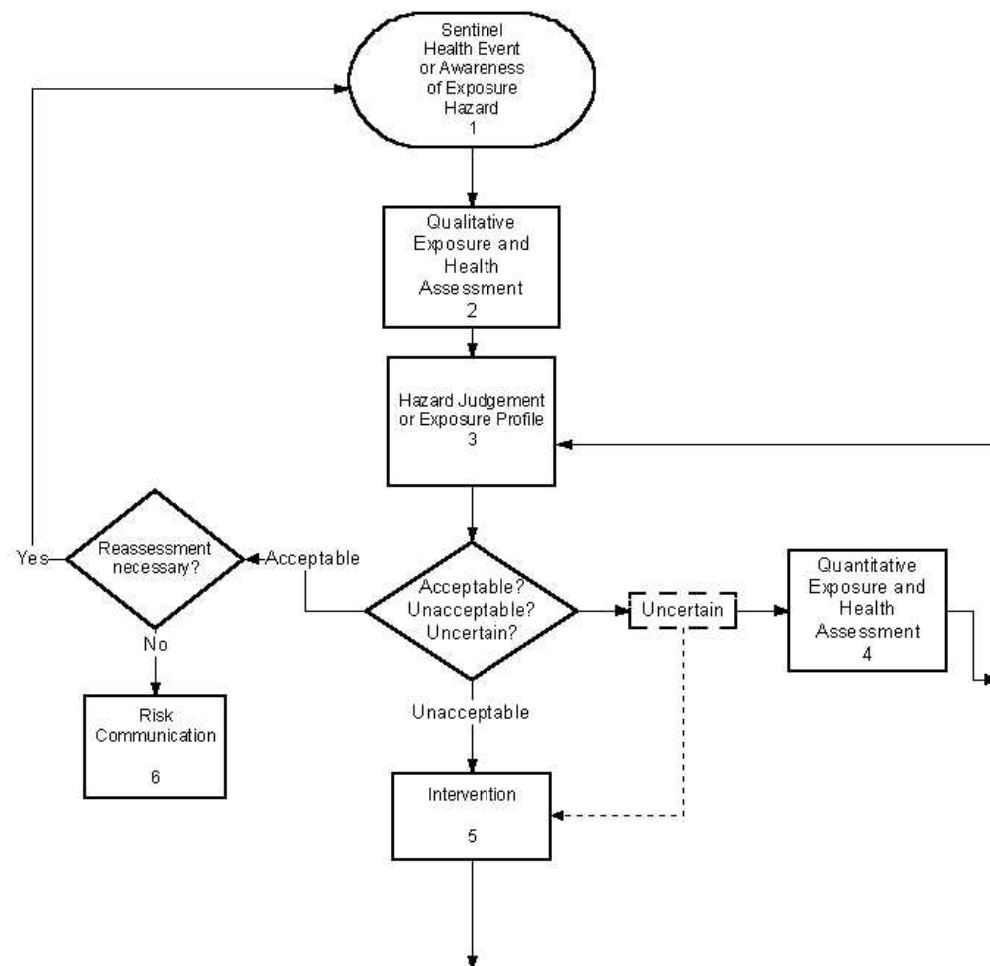 Sentinel
Health Event
or Awareness
of Exposure
Hazard
1
Qualitative
Exposure and
Health
Assessment
2
Hazard Judgement
or Exposure Profile
3
Yes
Reassessment
necessary?
Acceptable
Acceptable?
Unacceptable?
Uncertain?
Uncertain
Quantitative
Exposure and
Health
Assessment
4
No
Risk
Communication
6
Unacceptable
Intervention
5